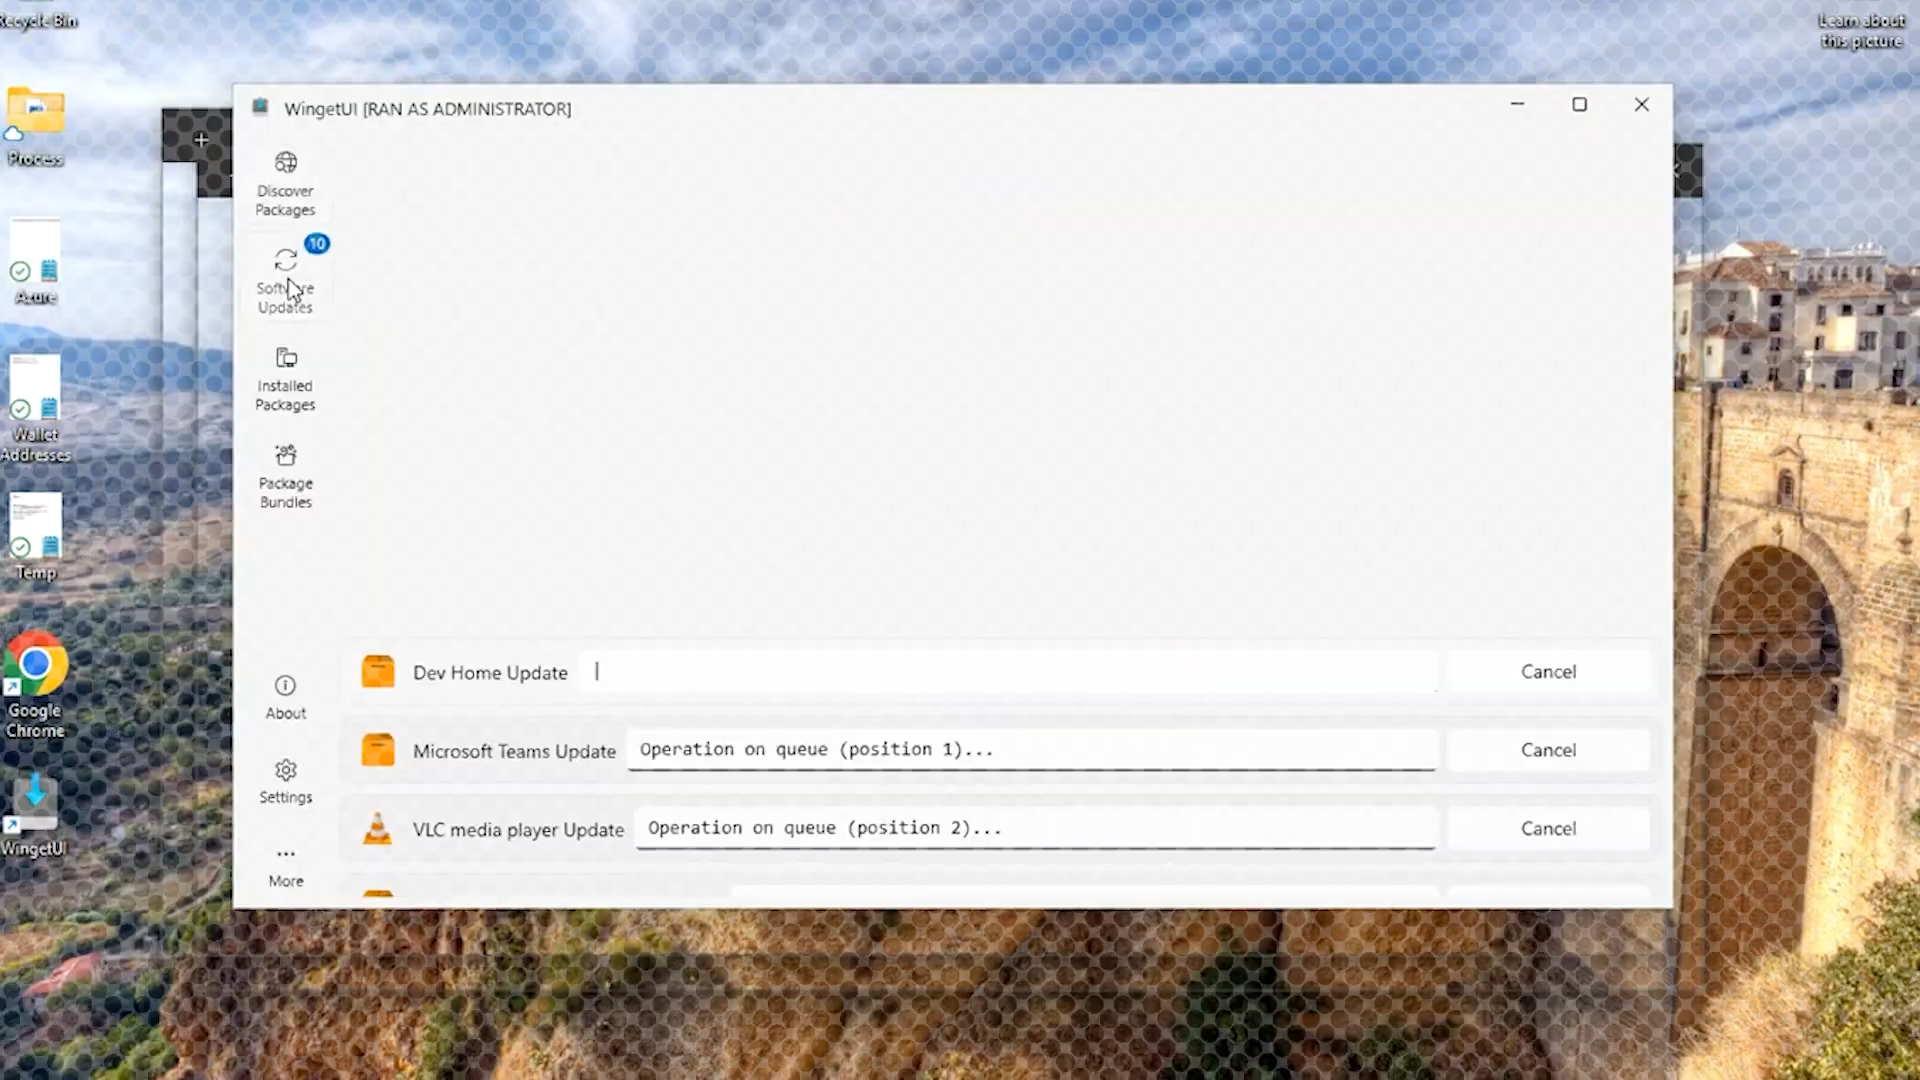 Recycle Bin
Learn about
this picture
Process
Azure
Wallet
Addresses
Temp
Google
Chrome
WingetUI
WingetUI [RAN AS ADMINISTRATOR]
Discover
Packages
10
Software
Updates
Installed
Packages
Package
Bundles
About
Settings
More
Dev Home Update
Cancel
Microsoft Teams Update
Operation on queue (position 1)...
Cancel
VLC media player Update
Operation on queue (position 2)...
Cancel